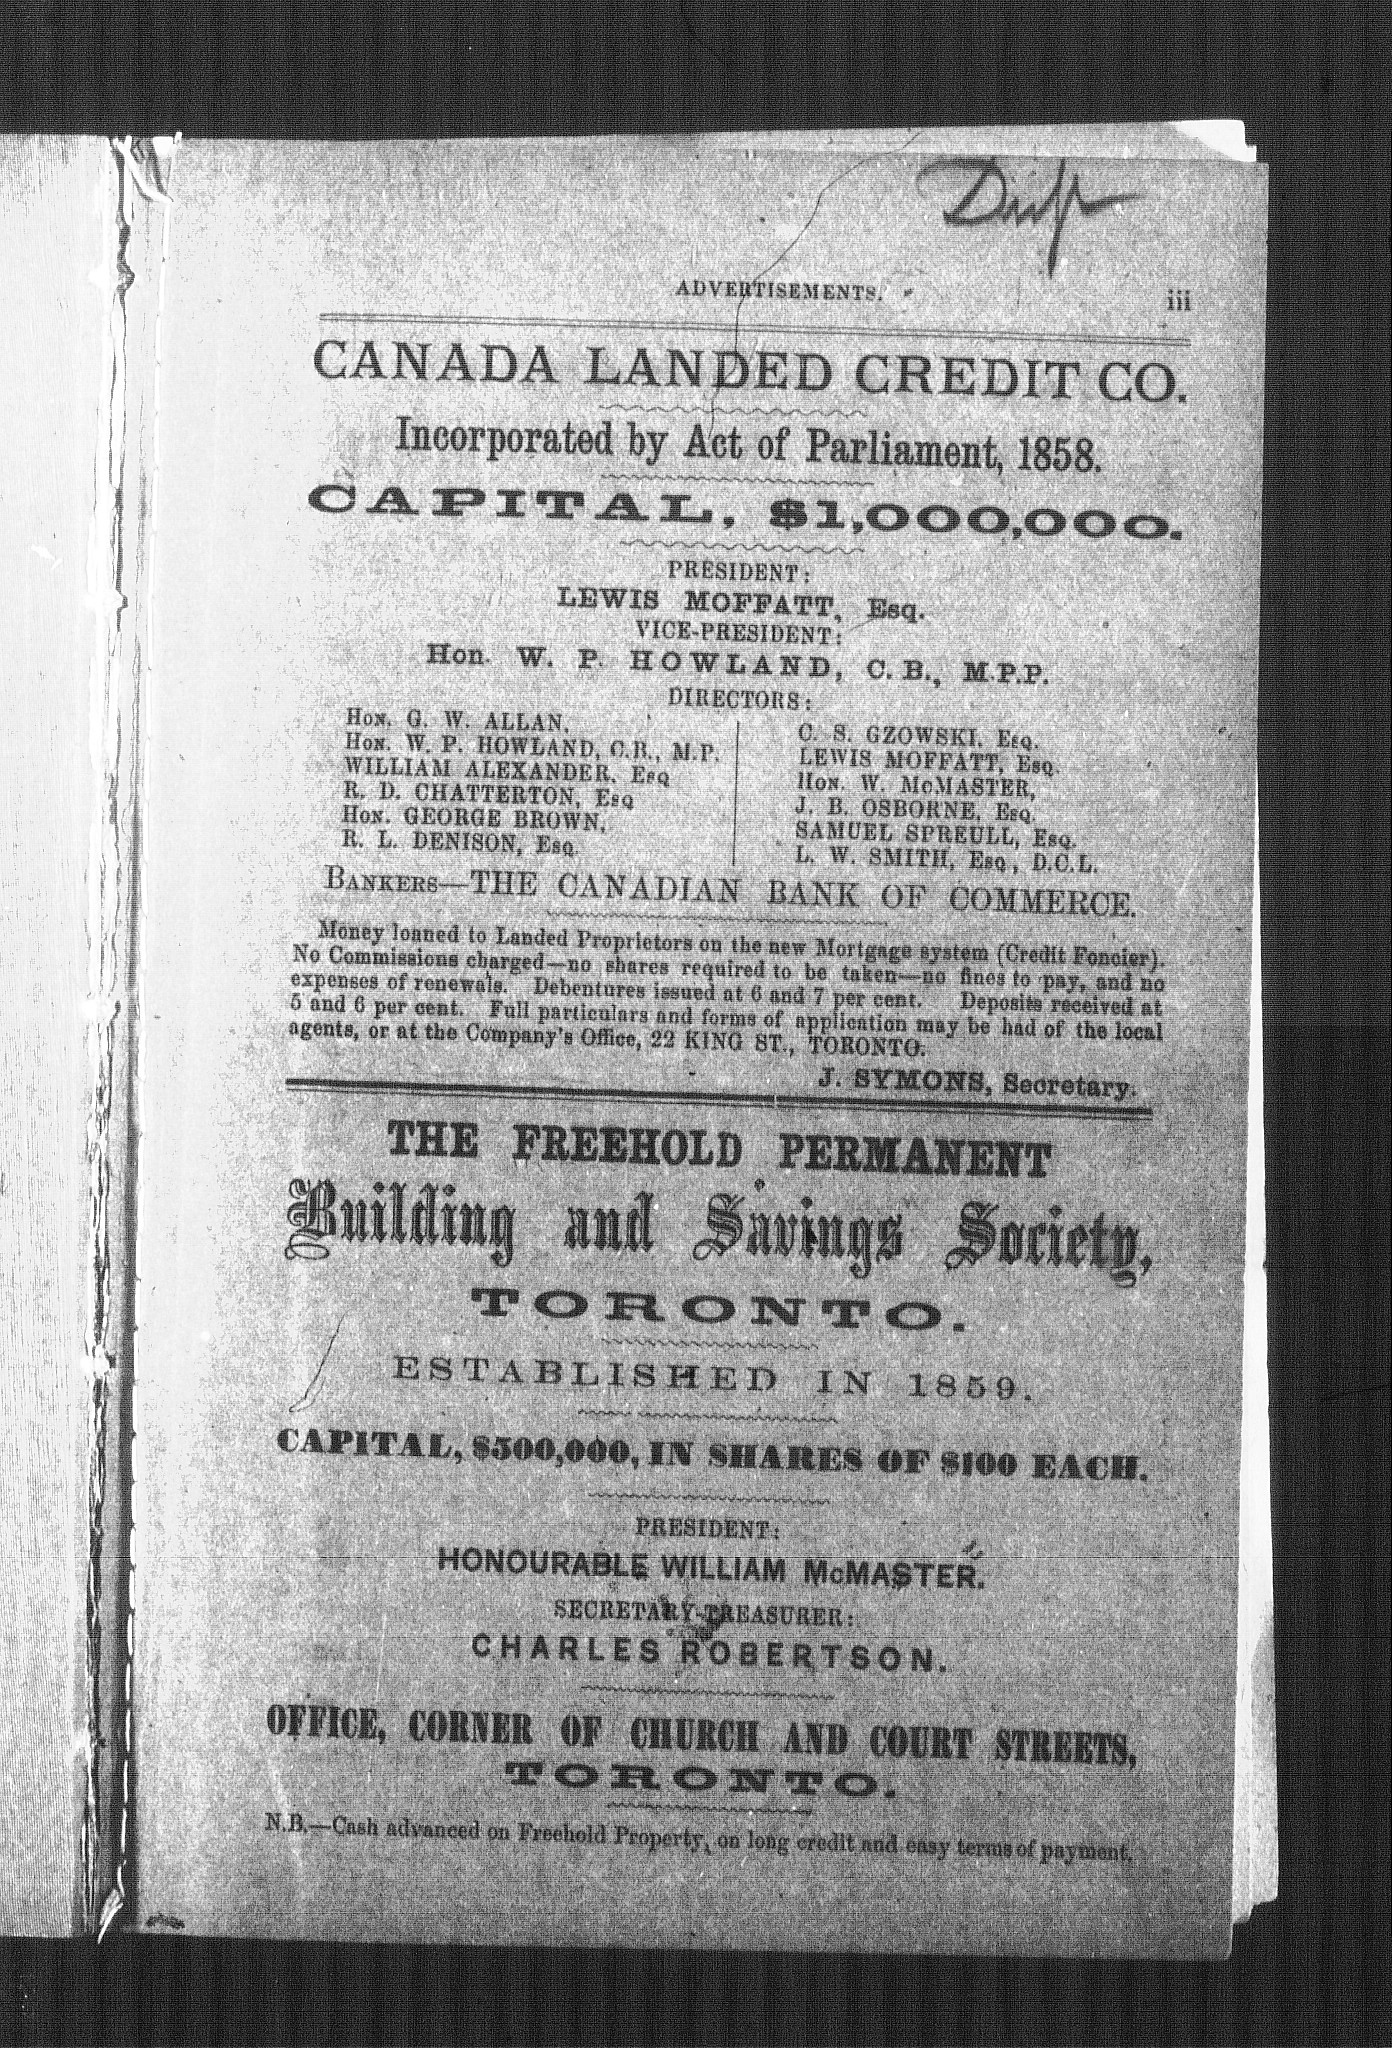 ADVERTISEMENTS. iii
CANADA LANDED CREDIT CO.
Incorporated by Act of Parliament, 1858.
CAPITAL, $1,000,000.
PRESIDENT:
LEWIS MOFFATT, Esq.
VICE-PRESIDENT:
Hon. W. P. HOWLAND, C. B., M.P.P.
DIRECTORS:
Hon. G. W. ALLAN,
Hon. W. P. HOWLAND, C.B., M.P.
WILLIAM ALEXANDER, Esq
R. D. CHATTERTON, Esq
Hon. GEORGE BROWN,
R. L. DENISON, Esq.
C. S. GZOWSKI, Esq.
LEWIS MOFFATT, Esq.
Hon. W. McMASTER,
J. B. OSBORNE, Esq.
SAMUEL SPREULL, Esq.
L. W. SMITH, Esq., D.C.L.
Bankers—THE CANADIAN BANK OF COMMERCE.
Money loaned to Landed Proprietors on the new Mortgage system (Credit Foncier).
No Commissions charged—no shares required to be taken—no fines to pay, and no
expenses of renewals. Debentures issued at 6 and 7 per cent. Deposits received at
5 and 6 per cent. Full particulars and forms of application may be had of the local
agents, or at the Company's Office, 22 KING ST., TORONTO.
J. SYMONS, Secretary.
THE FREEHOLD PERMANENT
Building and Savings Society,
TORONTO.
ESTABLISHED IN 1859.
CAPITAL, $500,000, IN SHARES OF $100 EACH.
PRESIDENT:
HONOURABLE WILLIAM McMASTER.
SECRETARY-TREASURER:
CHARLES ROBERTSON.
OFFICE, CORNER OF CHURCH AND COURT STREETS,
TORONTO.
N.B.—Cash advanced on Freehold Property, on long credit and easy terms of payment.